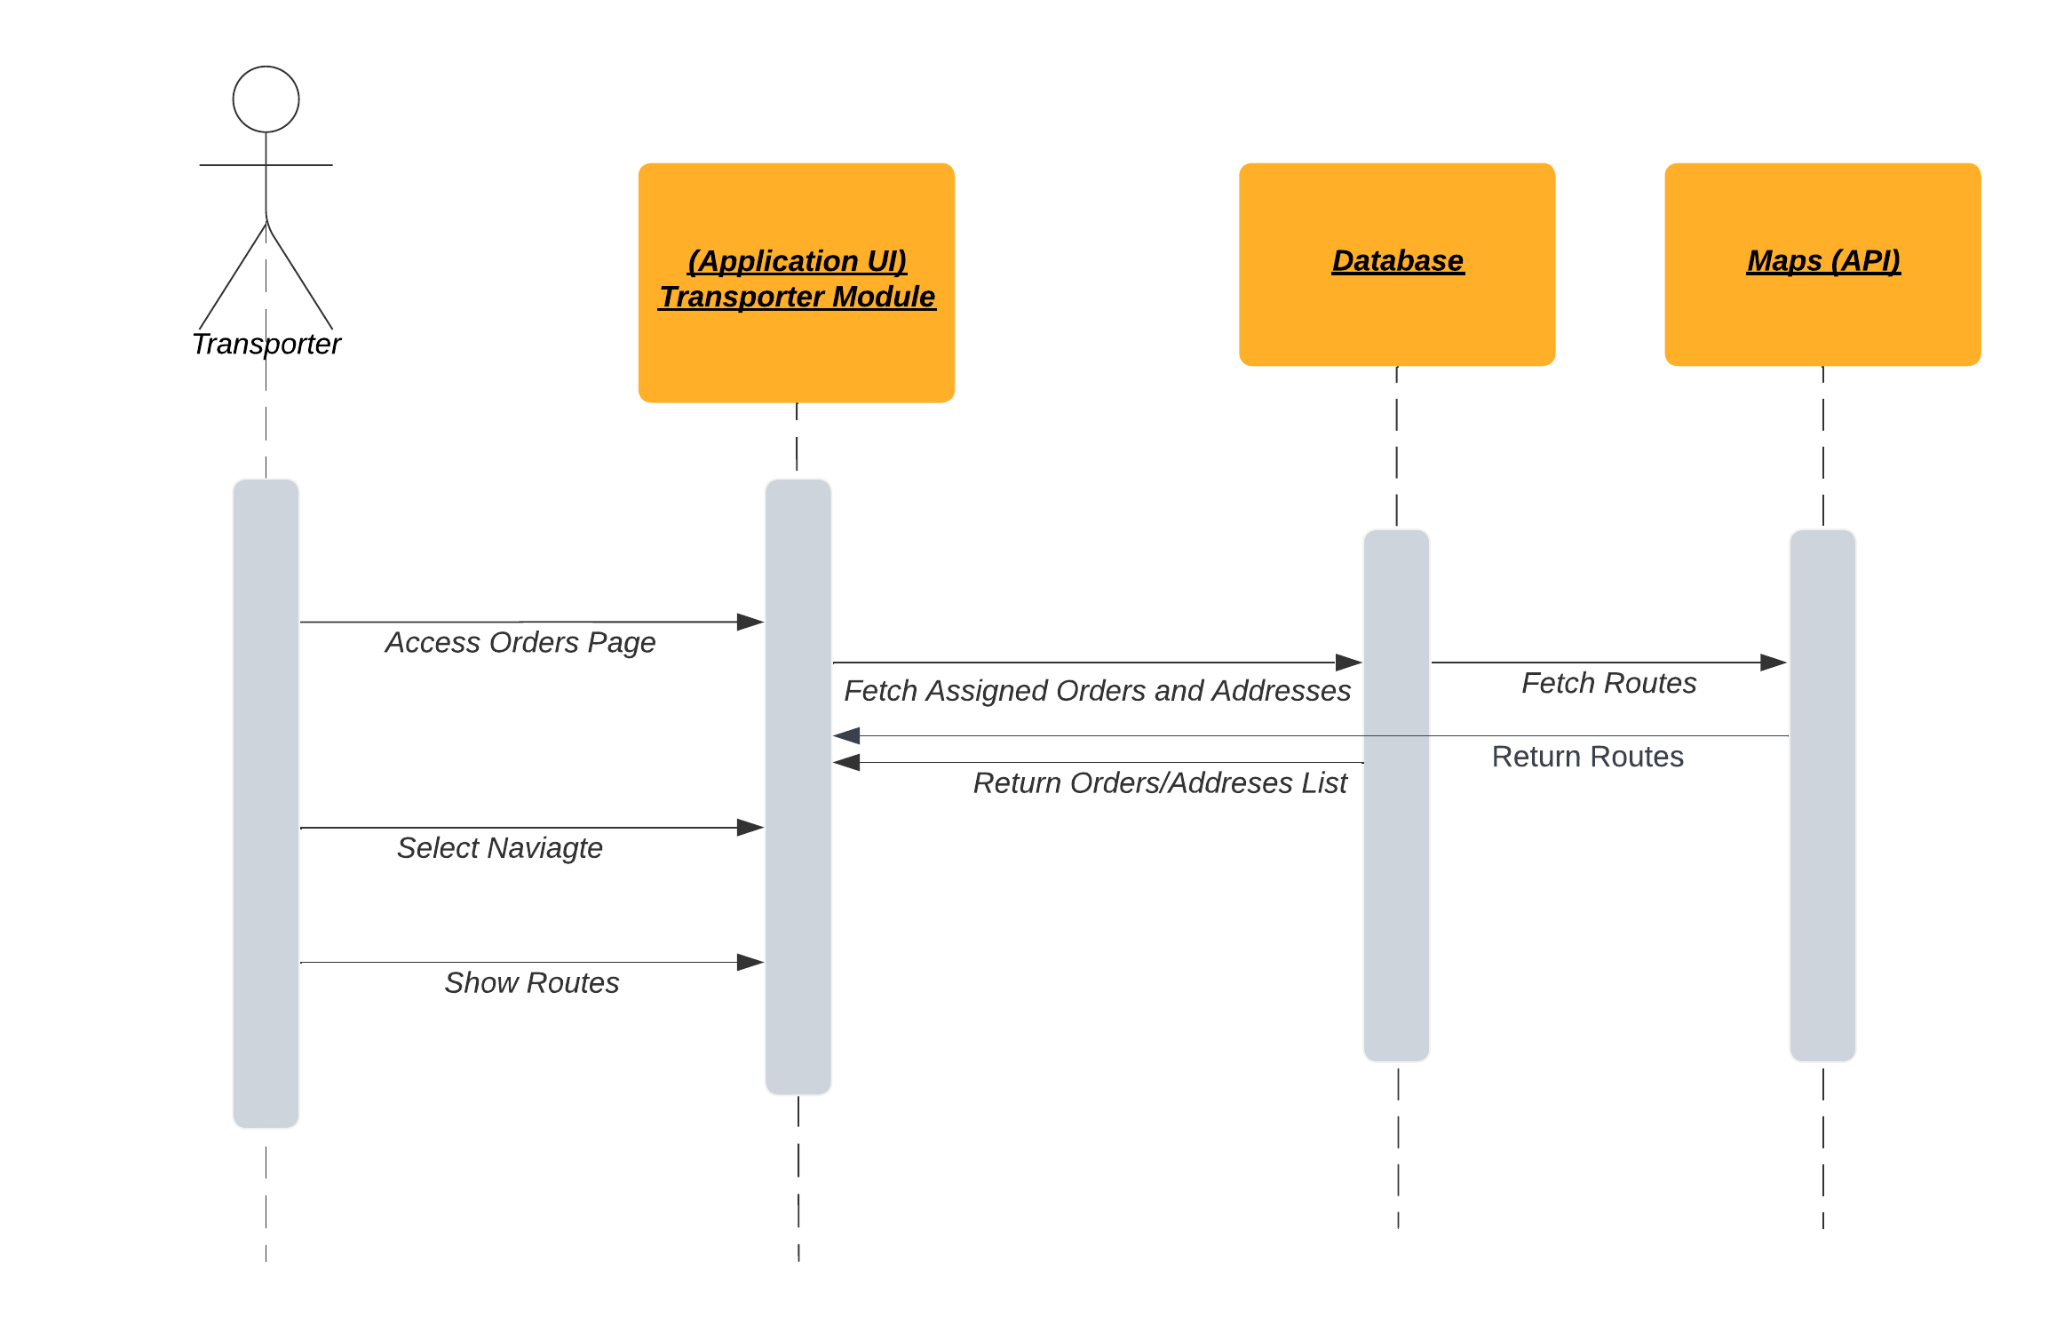 (Application UI)
Transporter Module
Database
Maps (API)
Transporter
Access Orders Page
Fetch Assigned Orders and Addresses
Fetch Routes
Return Routes
Return Orders/Addreses List
Select Naviagte
Show Routes